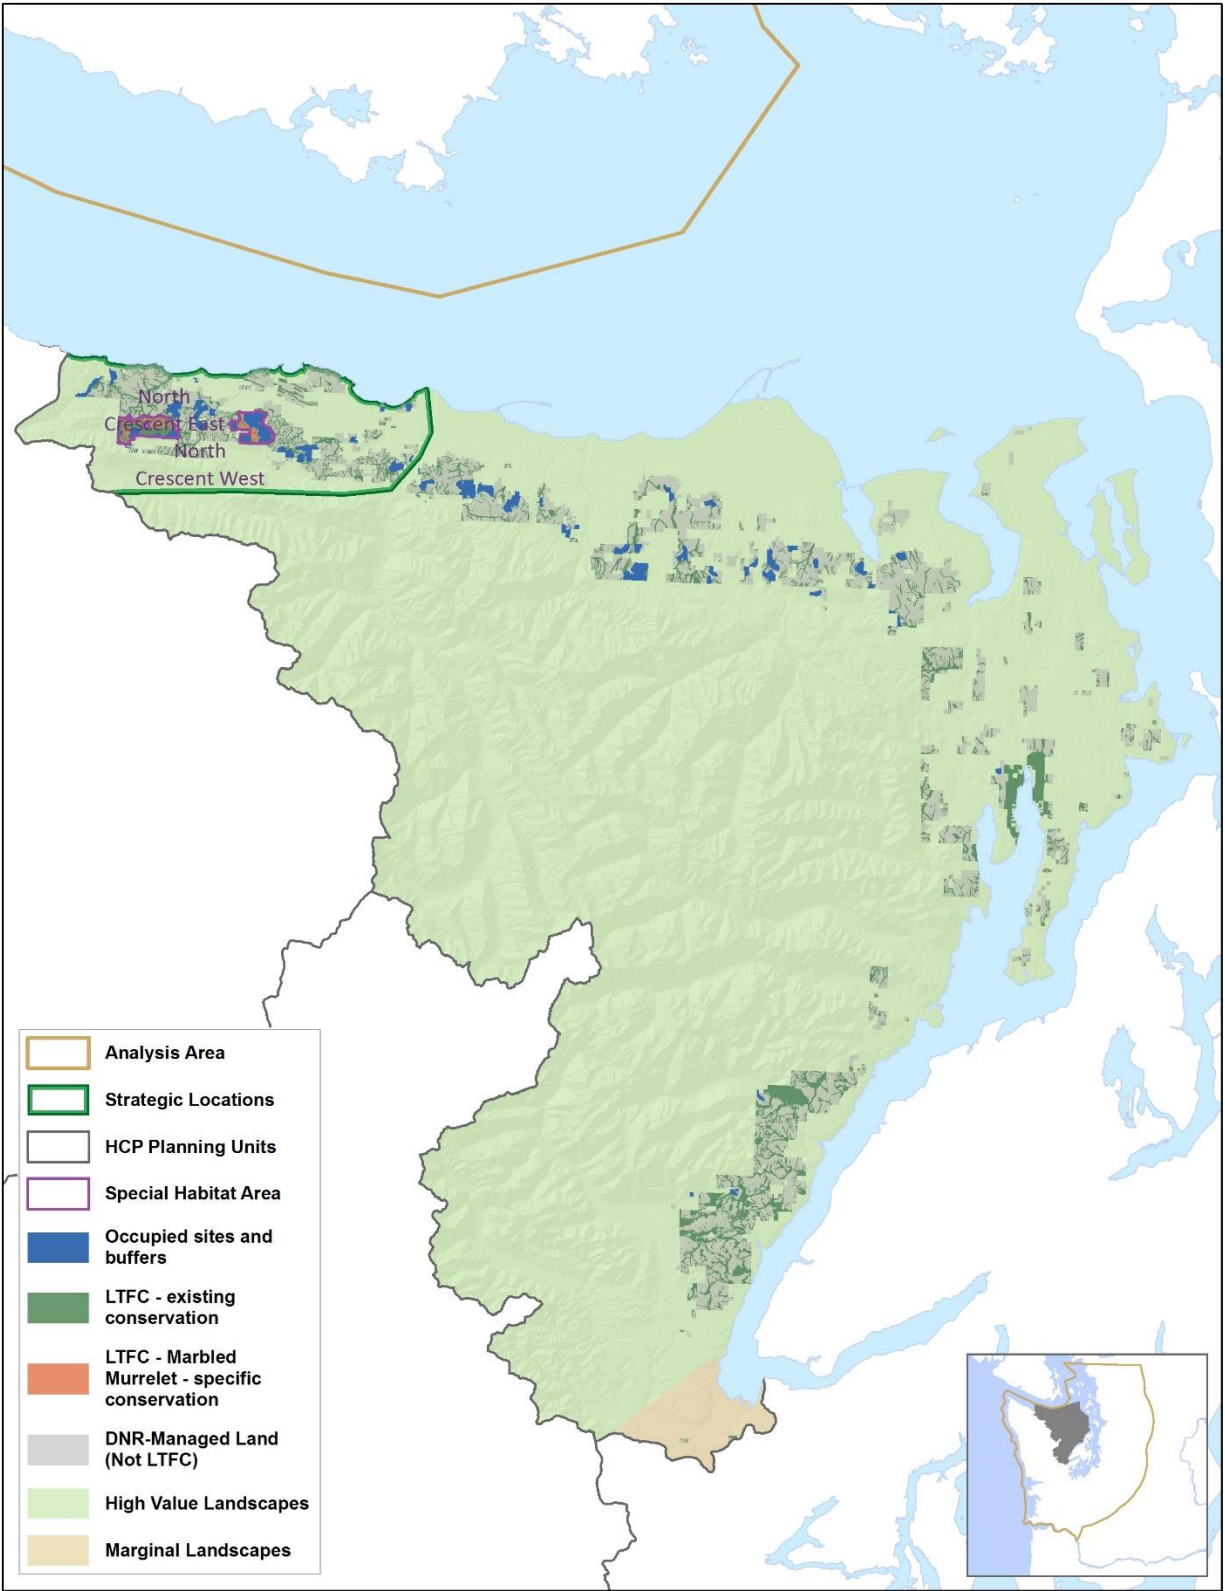 North
Crescent East
North
Crescent West
Analysis Area
Strategic Locations
HCP Planning Units
Special Habitat Area
Occupied sites and
buffers
LTFC - existing
conservation
LTFC - Marbled
Murrelet - specific
conservation
DNR-Managed Land
(Not LTFC)
High Value Landscapes
Marginal Landscapes